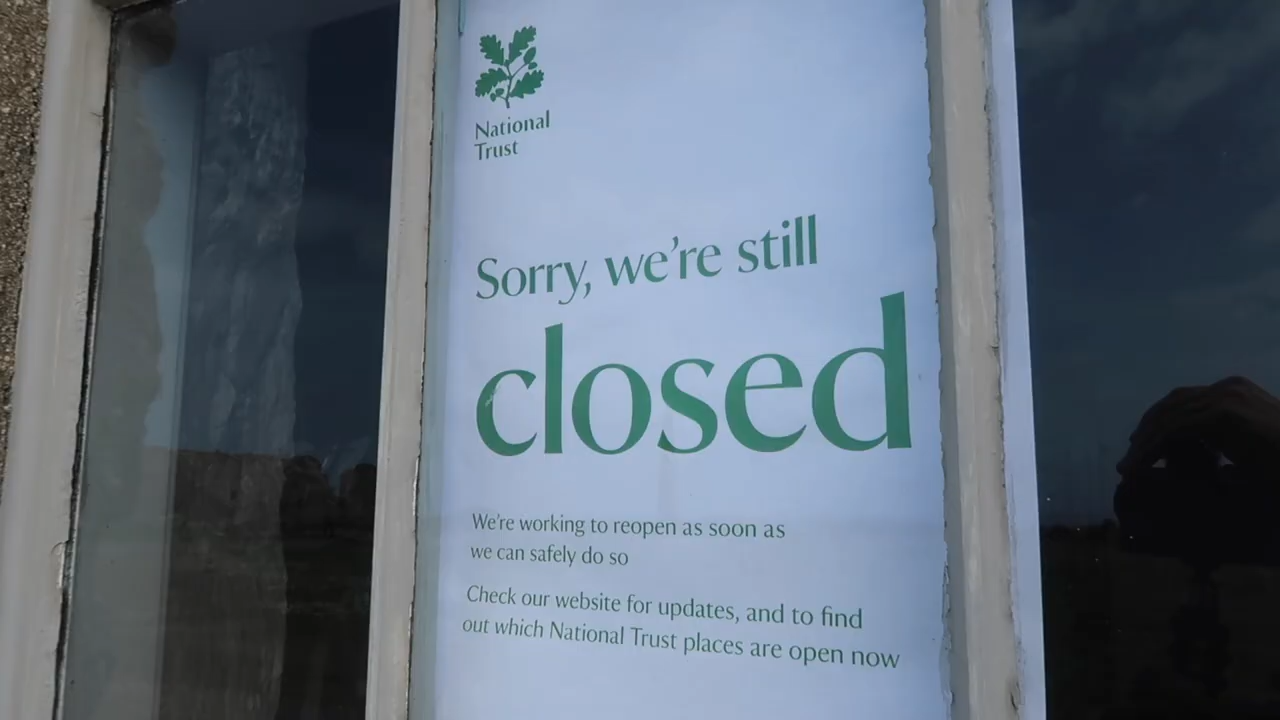 National
Trust
Sorry, we're still
closed
We're working to reopen as soon as
we can safely do so
Check our website for updates, and to find
out which National Trust places are open now